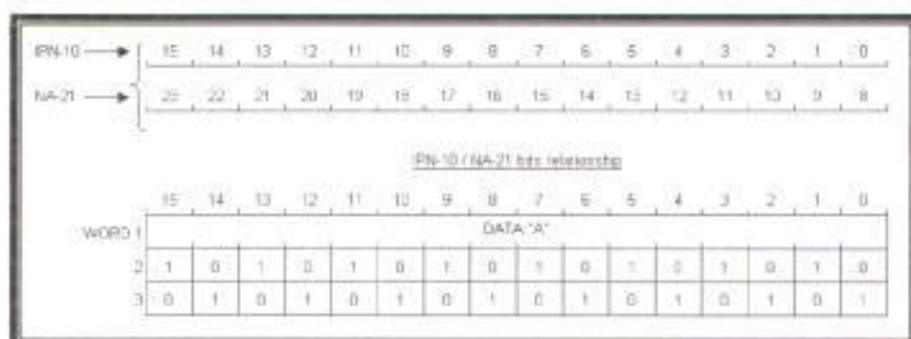 IPN-10 15 14 13 12 11 10 9 8 7 6 5 4 3 2 1 0
NA-21 23 22 21 20 19 18 17 16 15 14 13 12 11 10 9 8
IPN-10 / NA-21 bits relationship
15 14 13 12 11 10 9 8 7 6 5 4 3 2 1 0
WORD 1 DATA "A"
2 1 0 1 0 1 0 1 0 1 0 1 0 1 0 1 0
3 0 1 0 1 0 1 0 1 0 1 0 1 0 1 0 1